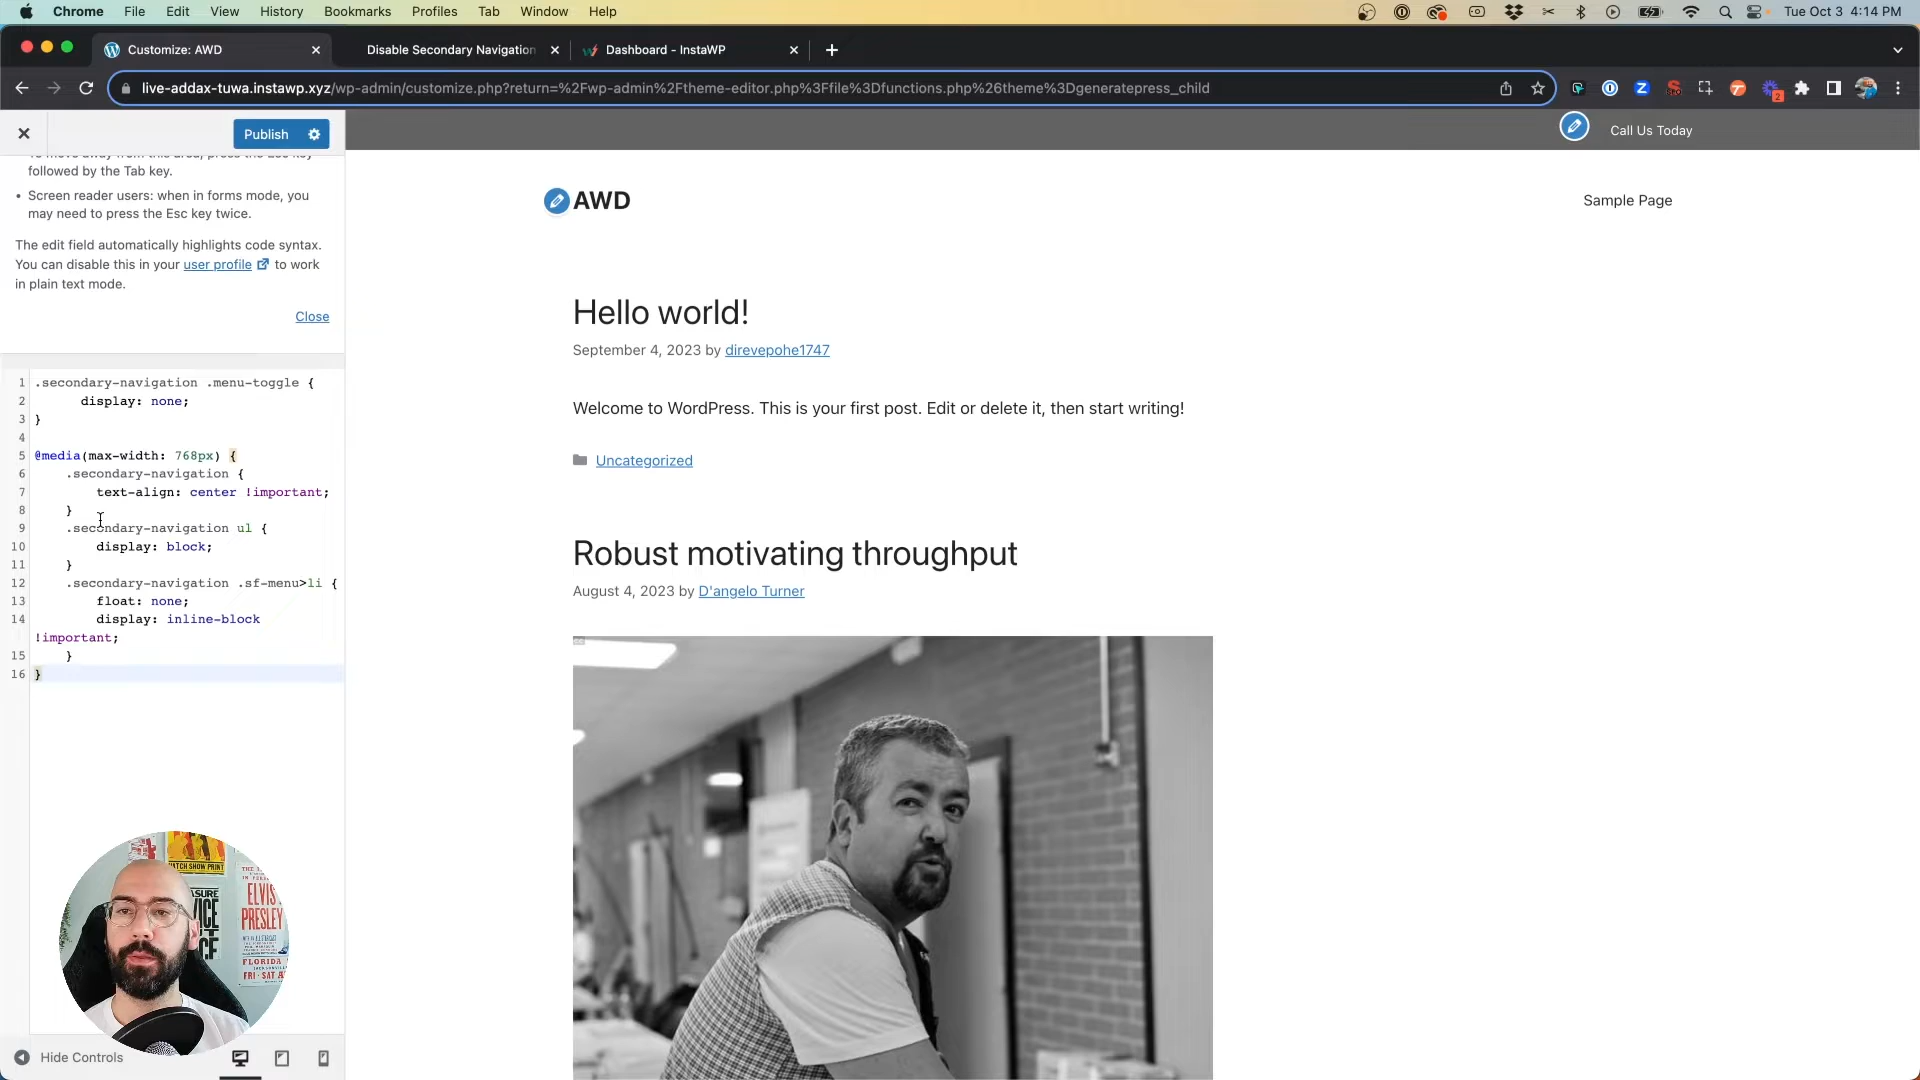 Chrome File Edit View History Bookmarks Profiles Tab Window Help Tue Oct 3 4:14 PM
Customize: AWD Disable Secondary Navigation Dashboard - InstaWP
live-addax-tuwa.instawp.xyz/wp-admin/customize.php?return=%2Fwp-admin%2Ftheme-editor.php%3Ffile%3Dfunctions.php%26theme%3Dgeneratepress_child
Publish
Call Us Today
followed by the Tab key.
• Screen reader users: when in forms mode, you
may need to press the Esc key twice.
The edit field automatically highlights code syntax.
You can disable this in your user profile to work
in plain text mode.
Close
1 .secondary-navigation .menu-toggle {
2 display: none;
3 }
4
5 @media(max-width: 768px) {
6 .secondary-navigation {
7 text-align: center !important;
8 }
9 .secondary-navigation ul {
10 display: block;
11 }
12 .secondary-navigation .sf-menu>li {
13 float: none;
14 display: inline-block
!important;
15 }
16 }
AWD
Sample Page
Hello world!
September 4, 2023 by direvepohe1747
Welcome to WordPress. This is your first post. Edit or delete it, then start writing!
Uncategorized
Robust motivating throughput
August 4, 2023 by D'angelo Turner
HATCH SHOW PRINT
ELVIS
PRESLEY
FLORIDA
Hide Controls